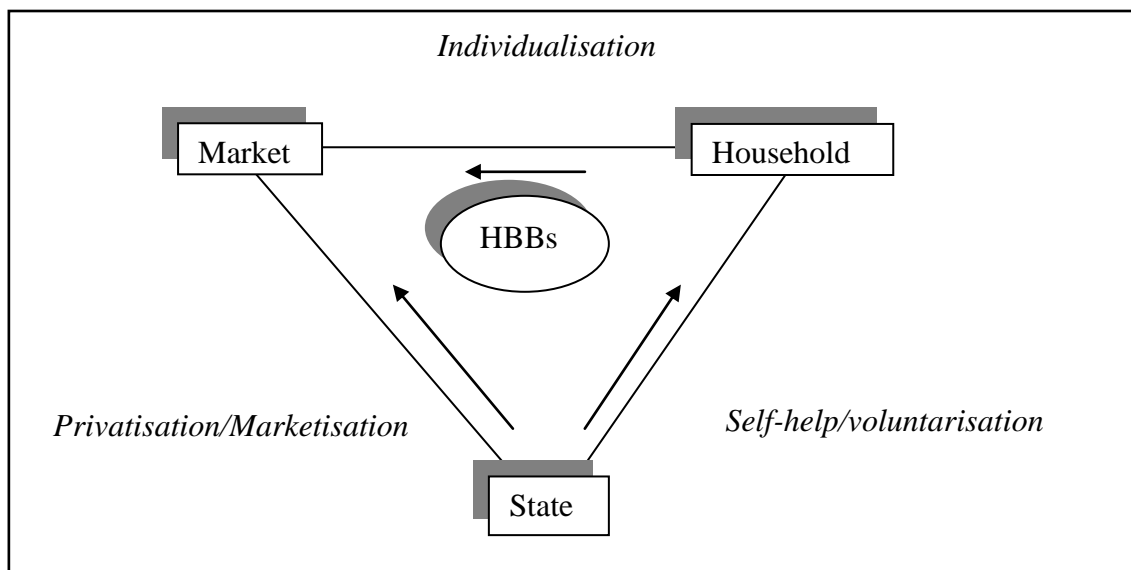 Individualisation
Market
Household
HBBs
Privatisation/Marketisation
Self-help/voluntarisation
State